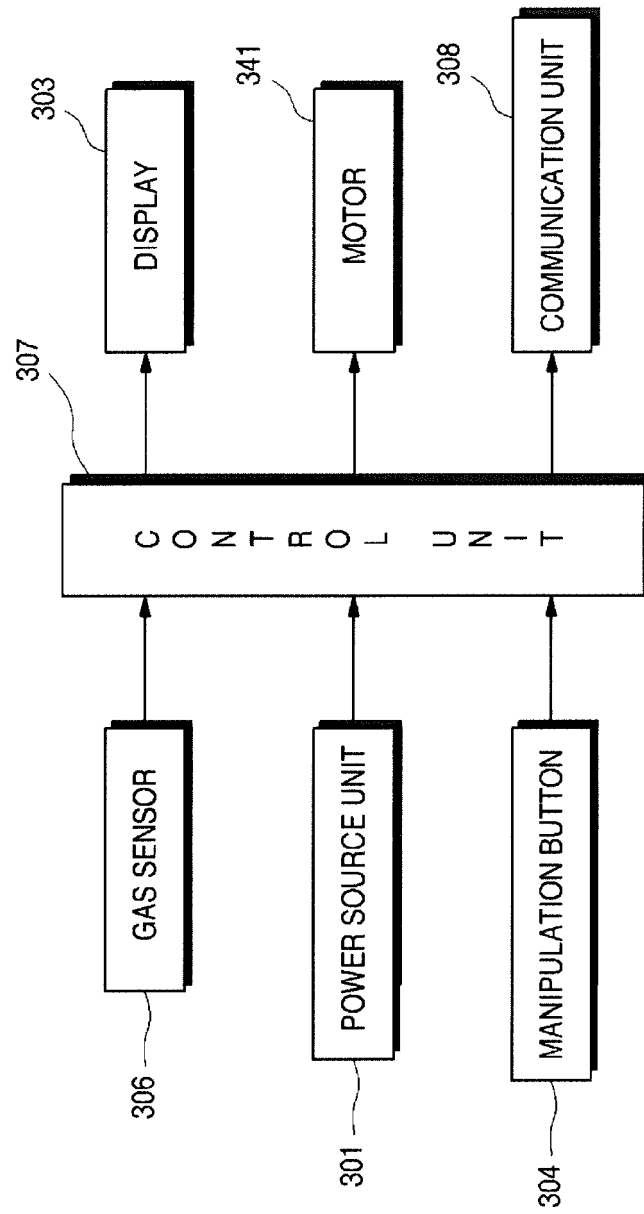 306
GAS SENSOR
301
POWER SOURCE UNIT
304
MANIPULATION BUTTON
307
CONTROL UNIT
303
DISPLAY
341
MOTOR
308
COMMUNICATION UNIT